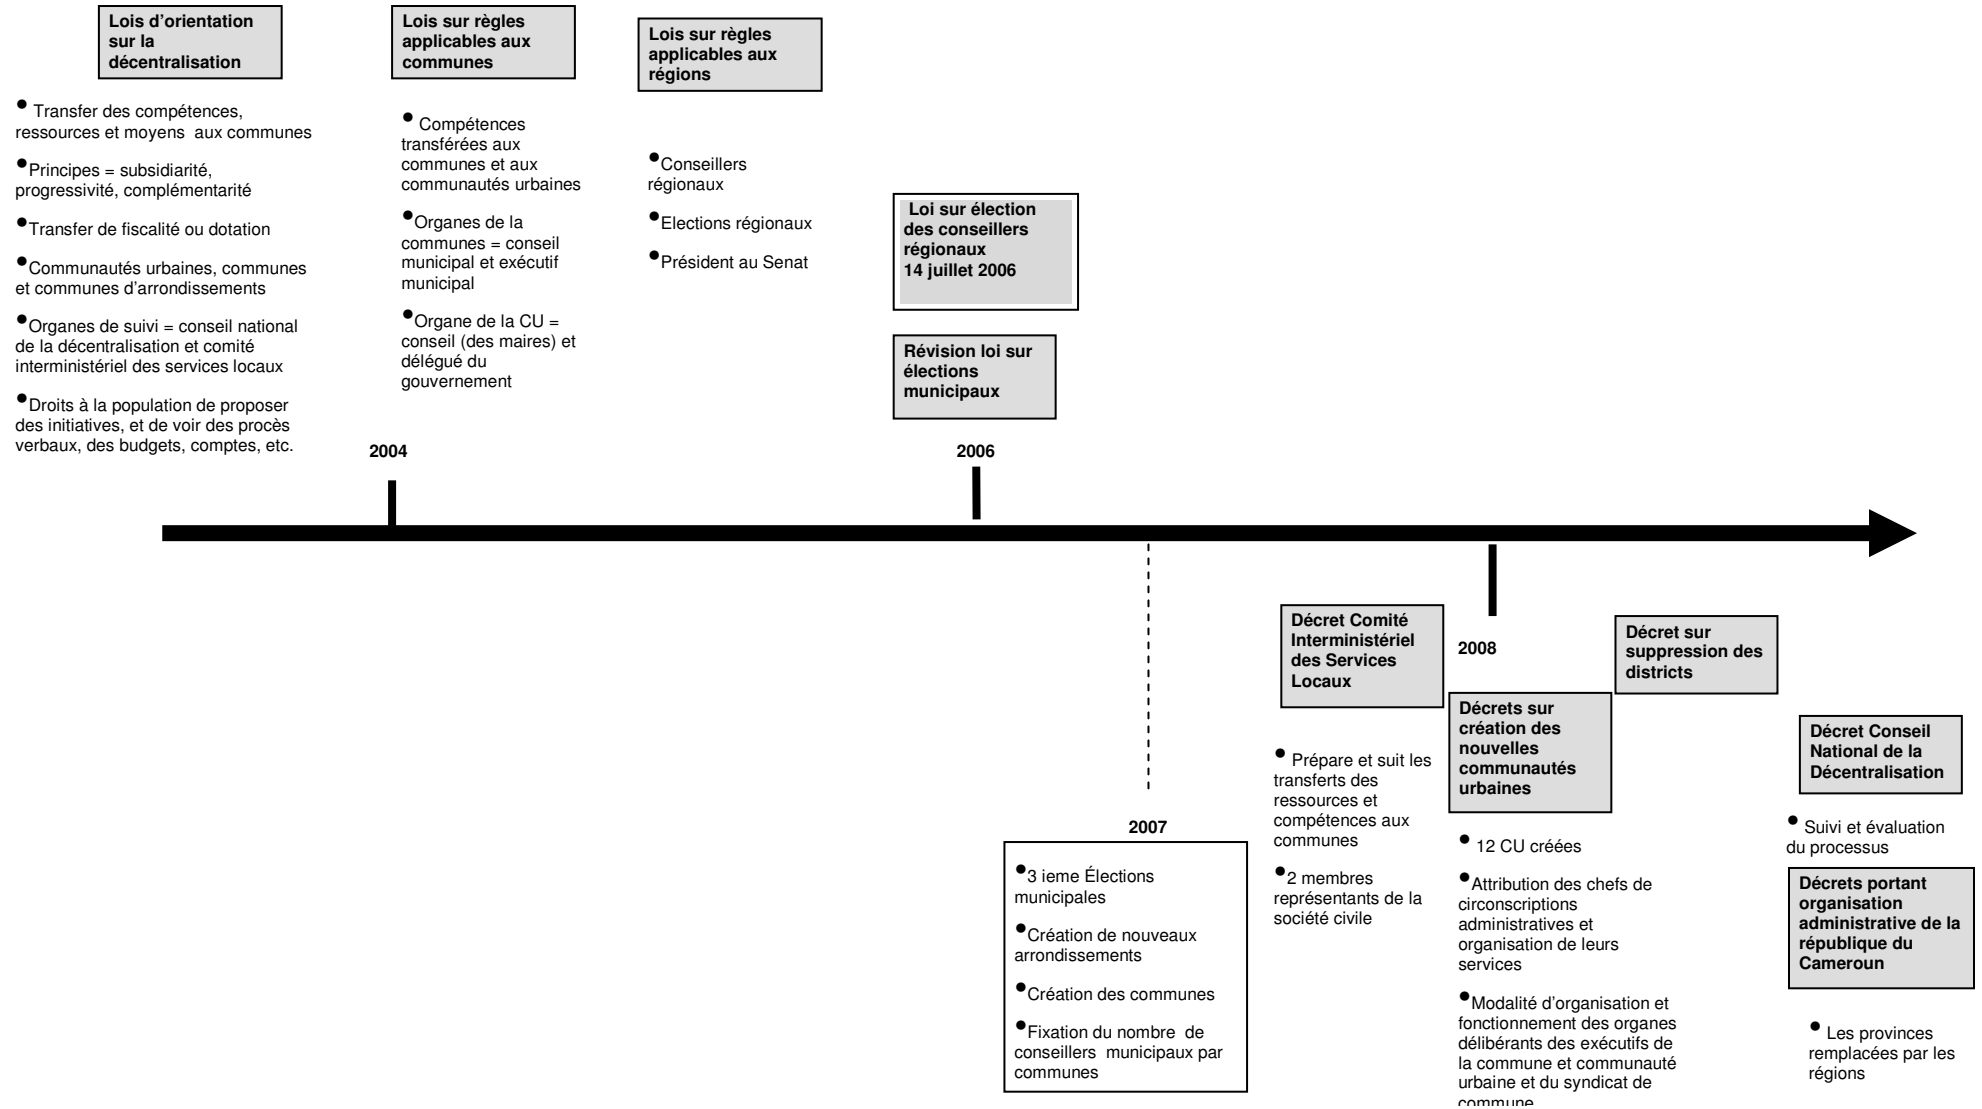 Lois d'orientation
sur la
décentralisation
• Transfer des compétences,
ressources et moyens aux communes
•Principes = subsidiarité,
progressivité, complémentarité
•Transfer de fiscalité ou dotation
•Communautés urbaines, communes
et communes d'arrondissements
•Organes de suivi = conseil national
de la décentralisation et comité
interministériel des services locaux
•Droits à la population de proposer
des initiatives, et de voir des procès
verbaux, des budgets, comptes, etc.
Lois sur règles
applicables aux
communes
• Compétences
transférées aux
communes et aux
communautés urbaines
•Organes de la
communes = conseil
municipal et exécutif
municipal
•Organe de la CU =
conseil (des maires) et
délégué du
gouvernement
2004
Lois sur règles
applicables aux
régions
•Conseillers
régionaux
•Elections régionaux
•Président au Senat
Loi sur élection
des conseillers
régionaux
14 juillet 2006
Révision loi sur
élections
municipaux
2006
2007
•3 ieme Élections
municipales
•Création de nouveaux
arrondissements
•Création des communes
•Fixation du nombre de
conseillers municipaux par
communes
Décret Comité
Interministériel
des Services
Locaux
• Prépare et suit les
transferts des
ressources et
compétences aux
communes
•2 membres
représentants de la
société civile
2008
Décrets sur
création des
nouvelles
communautés
urbaines
• 12 CU créées
•Attribution des chefs de
circonscriptions
administratives et
organisation de leurs
services
•Modalité d'organisation et
fonctionnement des organes
délibérants des exécutifs de
la commune et communauté
urbaine et du syndicat de
commune
Décret sur
suppression des
districts
Décret Conseil
National de la
Décentralisation
• Suivi et évaluation
du processus
Décrets portant
organisation
administrative de la
république du
Cameroun
• Les provinces
remplacées par les
régions